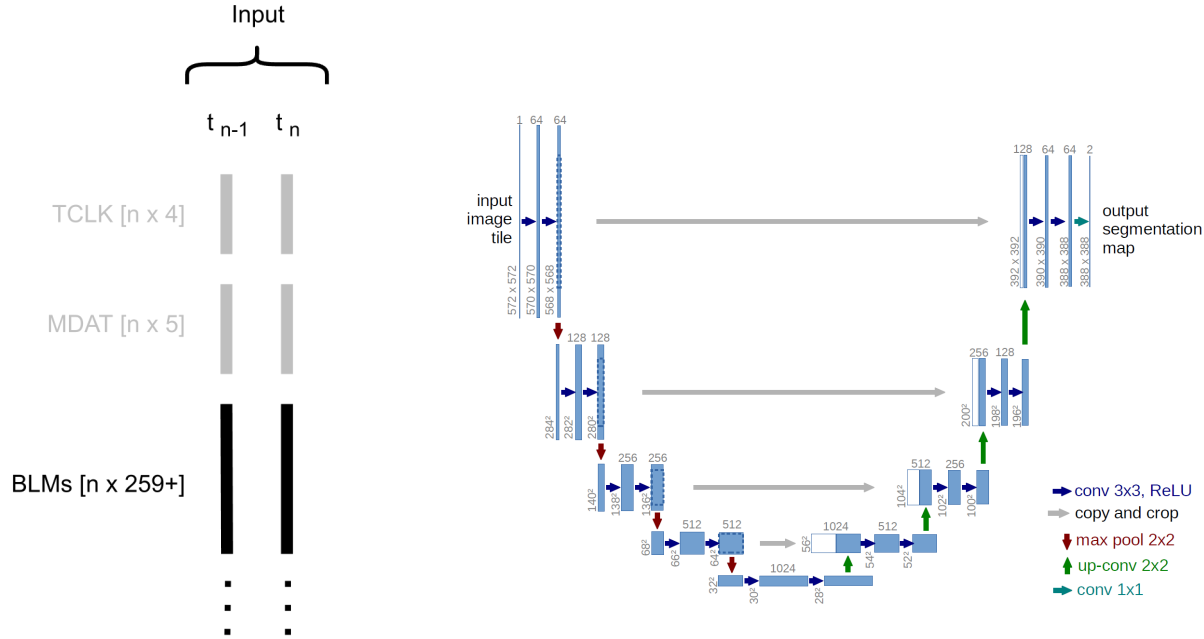 Input
t n-1 t n
TCLK [n x 4]
MDAT [n x 5]
BLMs [n x 259+]
1 64 64
input
image
tile
572 x 572
570 x 570
568 x 568
128 128
284²
282²
280²
256 256
140²
138²
136²
512 512
68²
66²
64²
1024
32²
30²
28²
1024 512
56²
54²
52²
512 256
104²
102²
100²
256 128
200²
198²
196²
128 64 64 2
392 x 392
390 x 390
388 x 388
388 x 388
output
segmentation
map
conv 3x3, ReLU
copy and crop
max pool 2x2
up-conv 2x2
conv 1x1